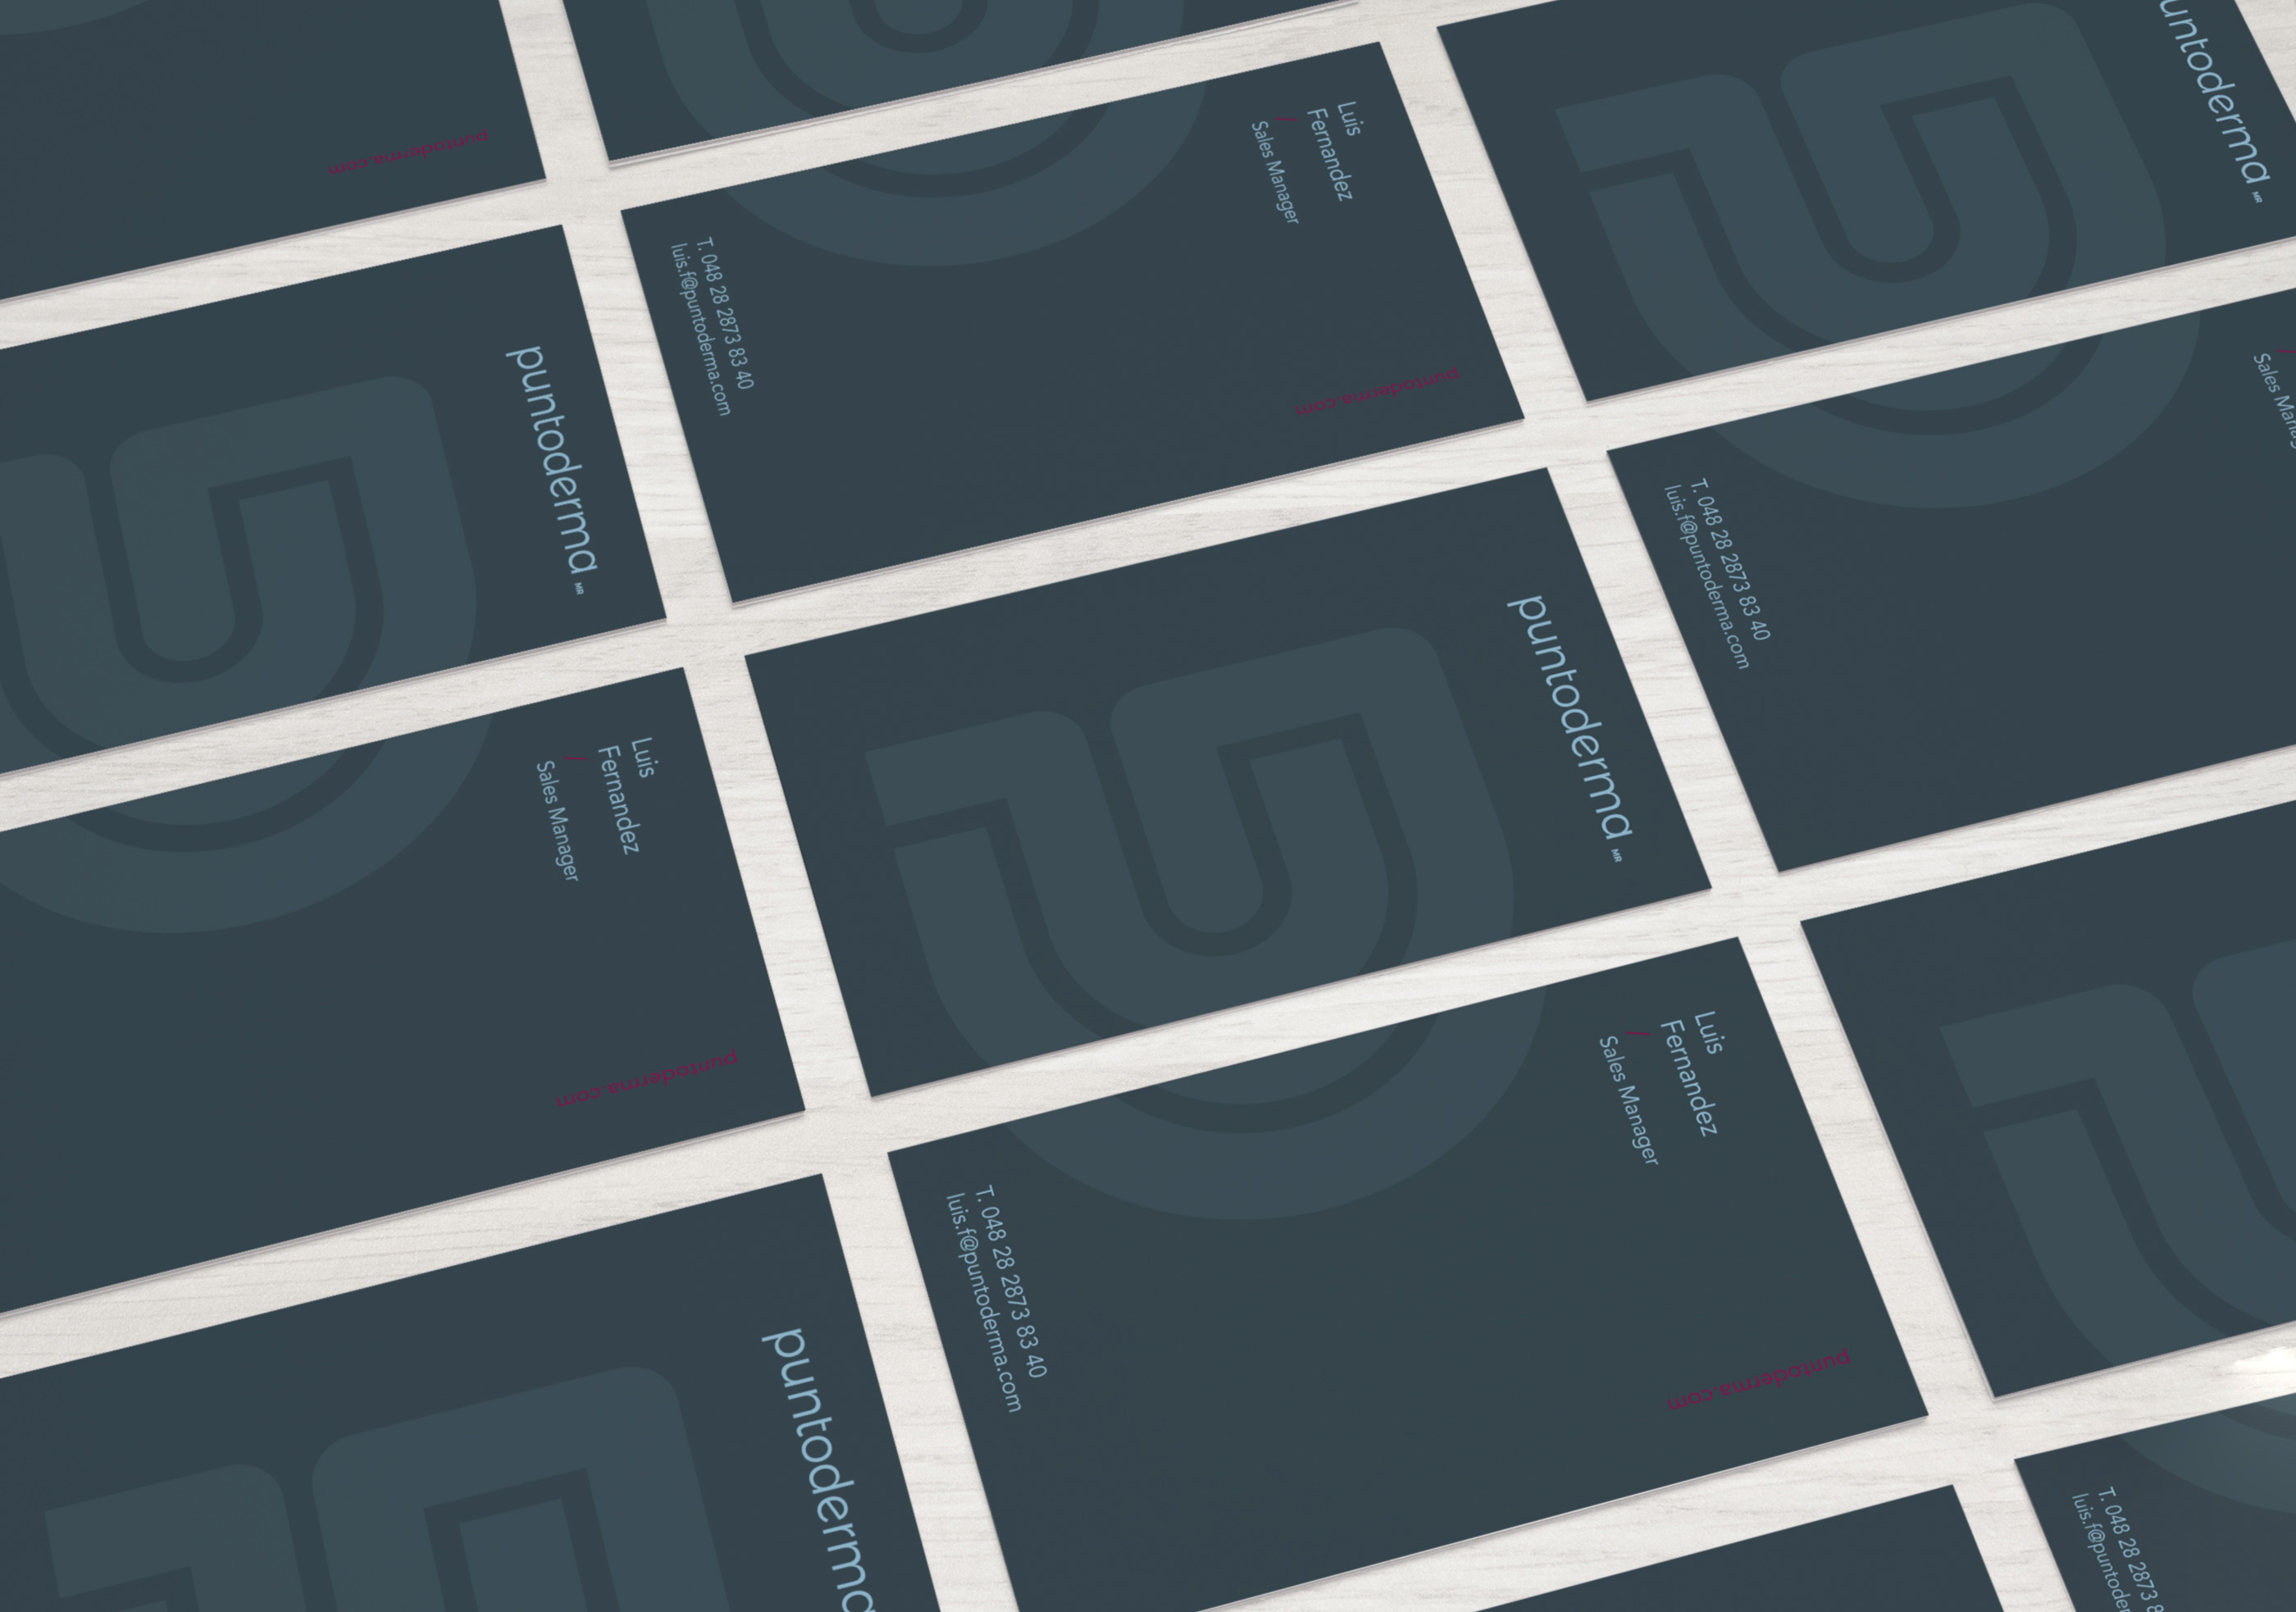 puntoderma.com
Luis
Fernandez
Sales Manager
T. 048 28 2873 83 40
luis.f@puntoderma.com
puntoderma.com
untoderma MR
puntoderma MR
Sales
T. 048 28 2873 83 40
luis.f@puntoderma.com
Luis
Fernandez
Sales Manager
puntoderma.com
puntoderma MR
Luis
Fernandez
Sales Manager
T. 048 28 2873 83 40
luis.f@puntoderma.com
puntoderma.com
puntoderma
T. 048 28 2873 8
luis.f@puntoder